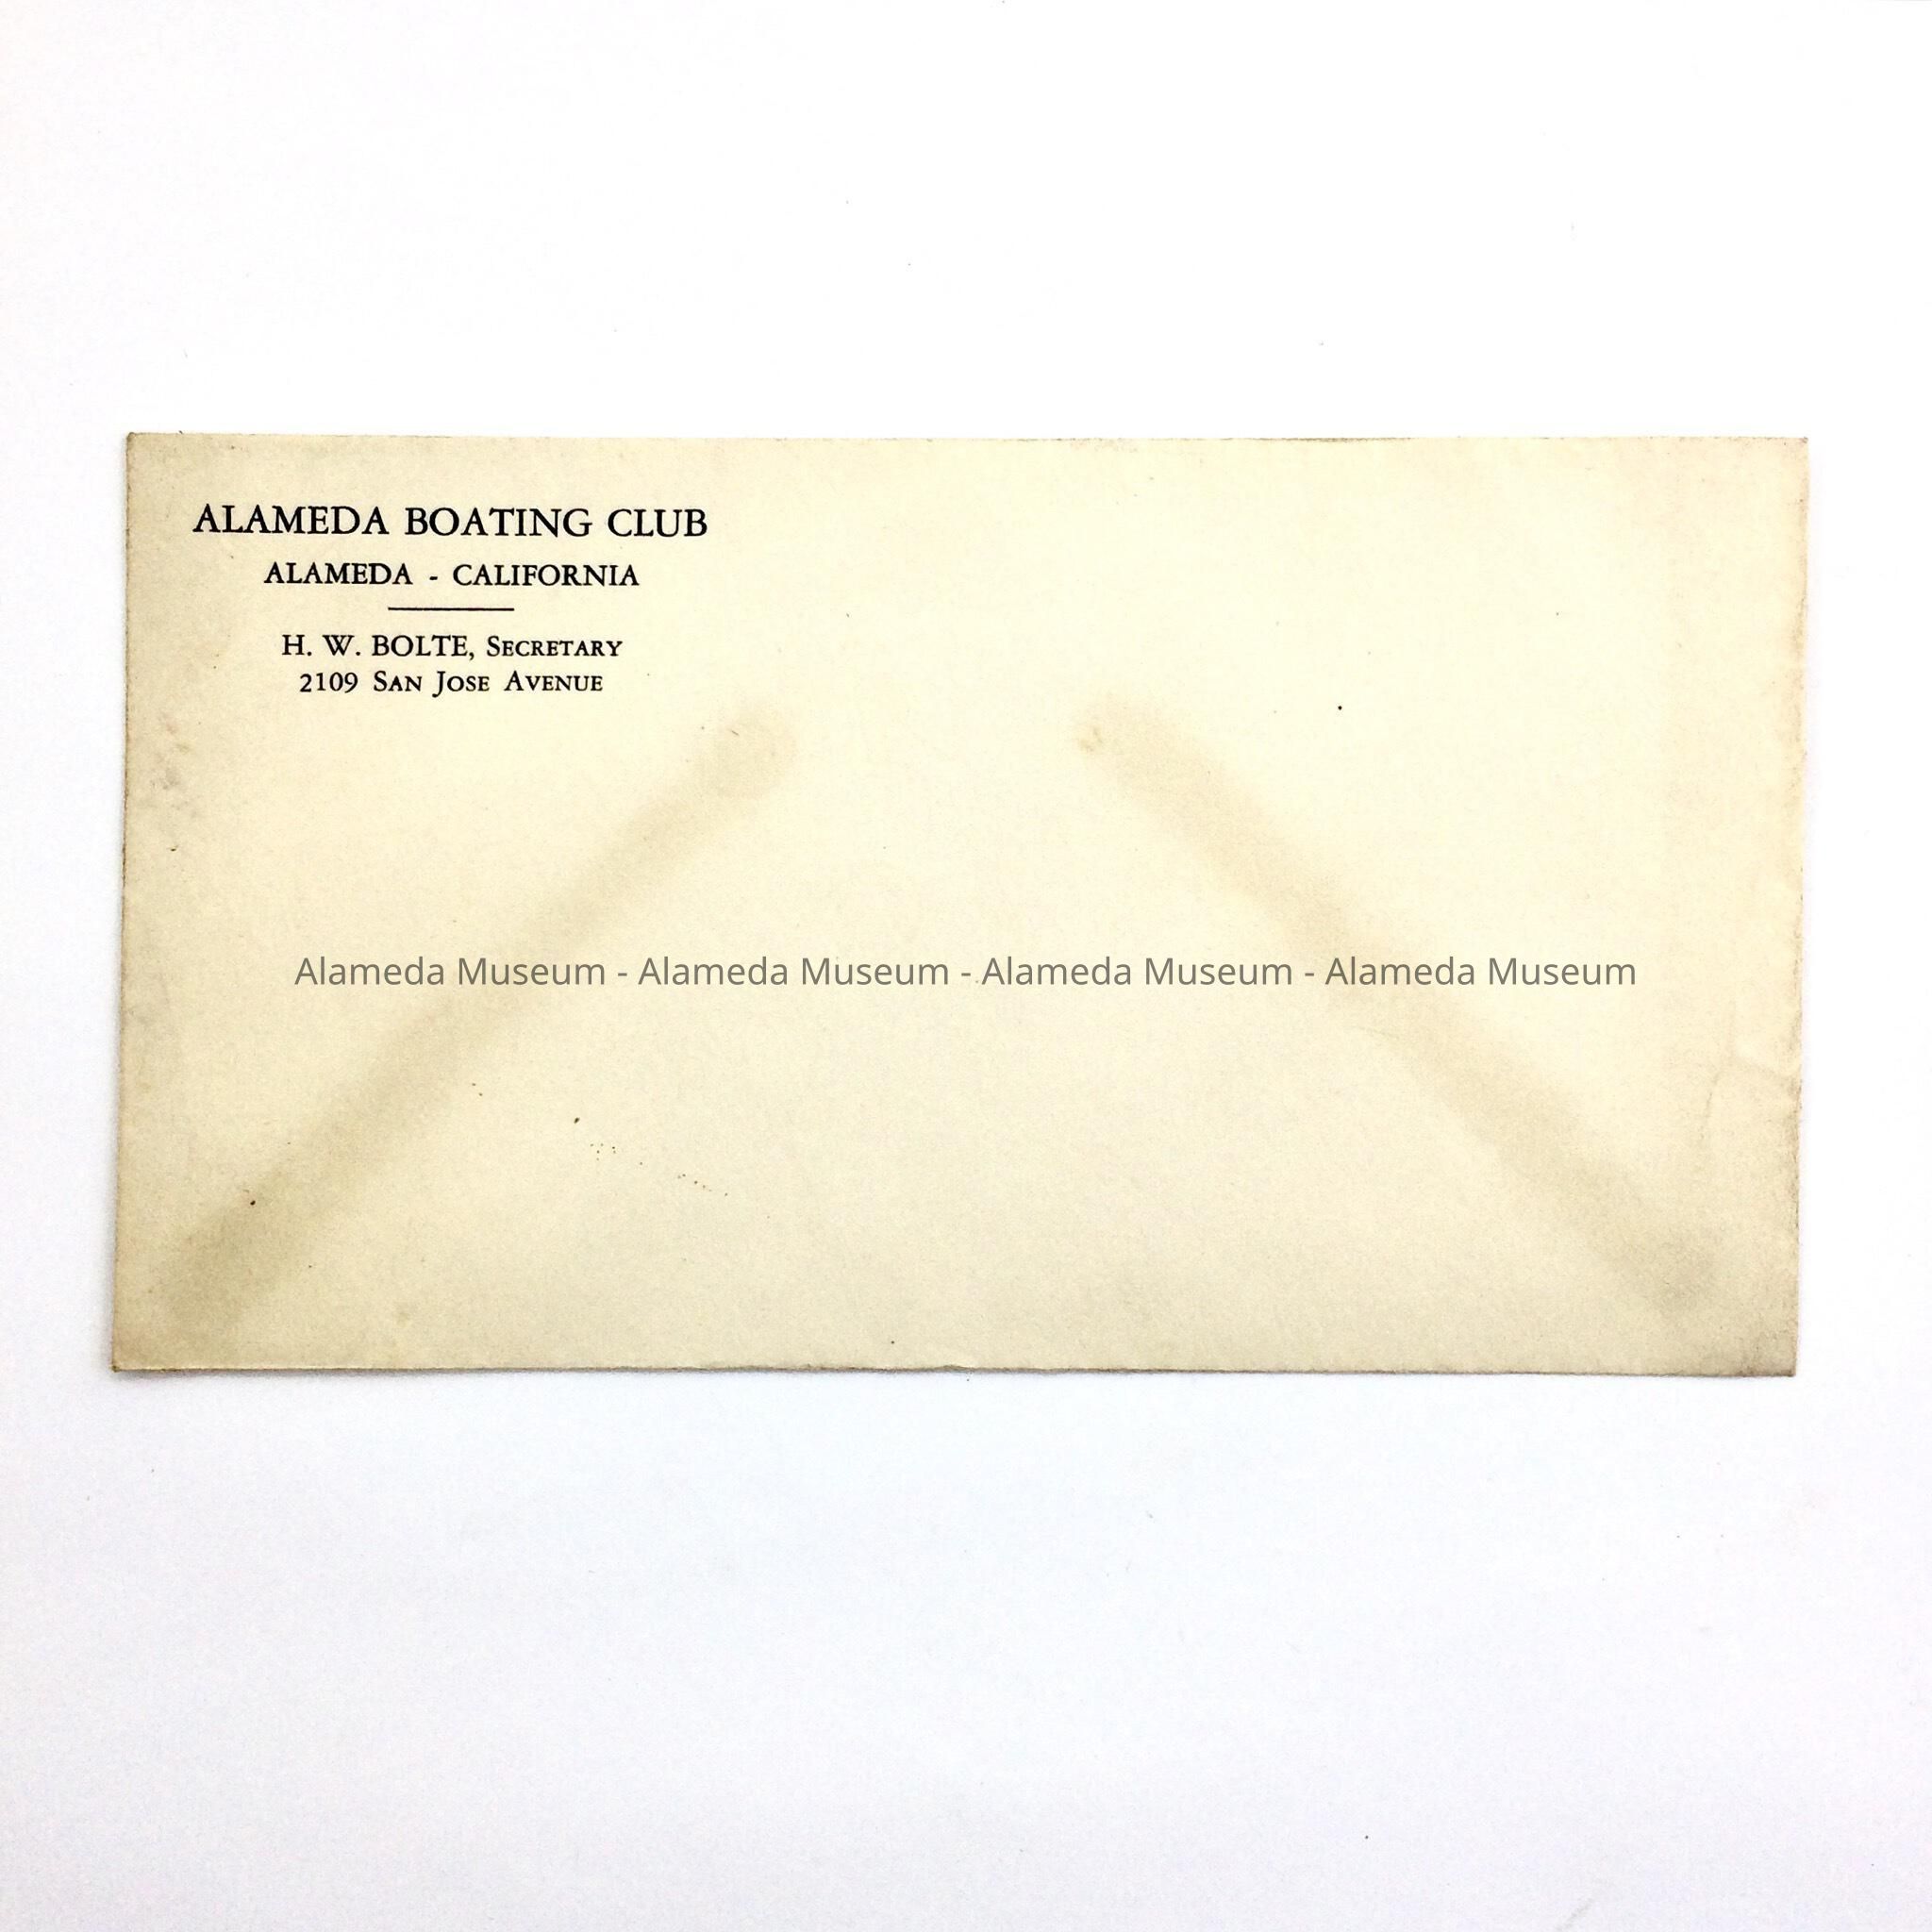 ALAMEDA BOATING CLUB
ALAMEDA - CALIFORNIA
H. W. BOLTE, SECRETARY
2109 SAN JOSE AVENUE
Alameda Museum - Alameda Museum - Alameda Museum - Alameda Museum